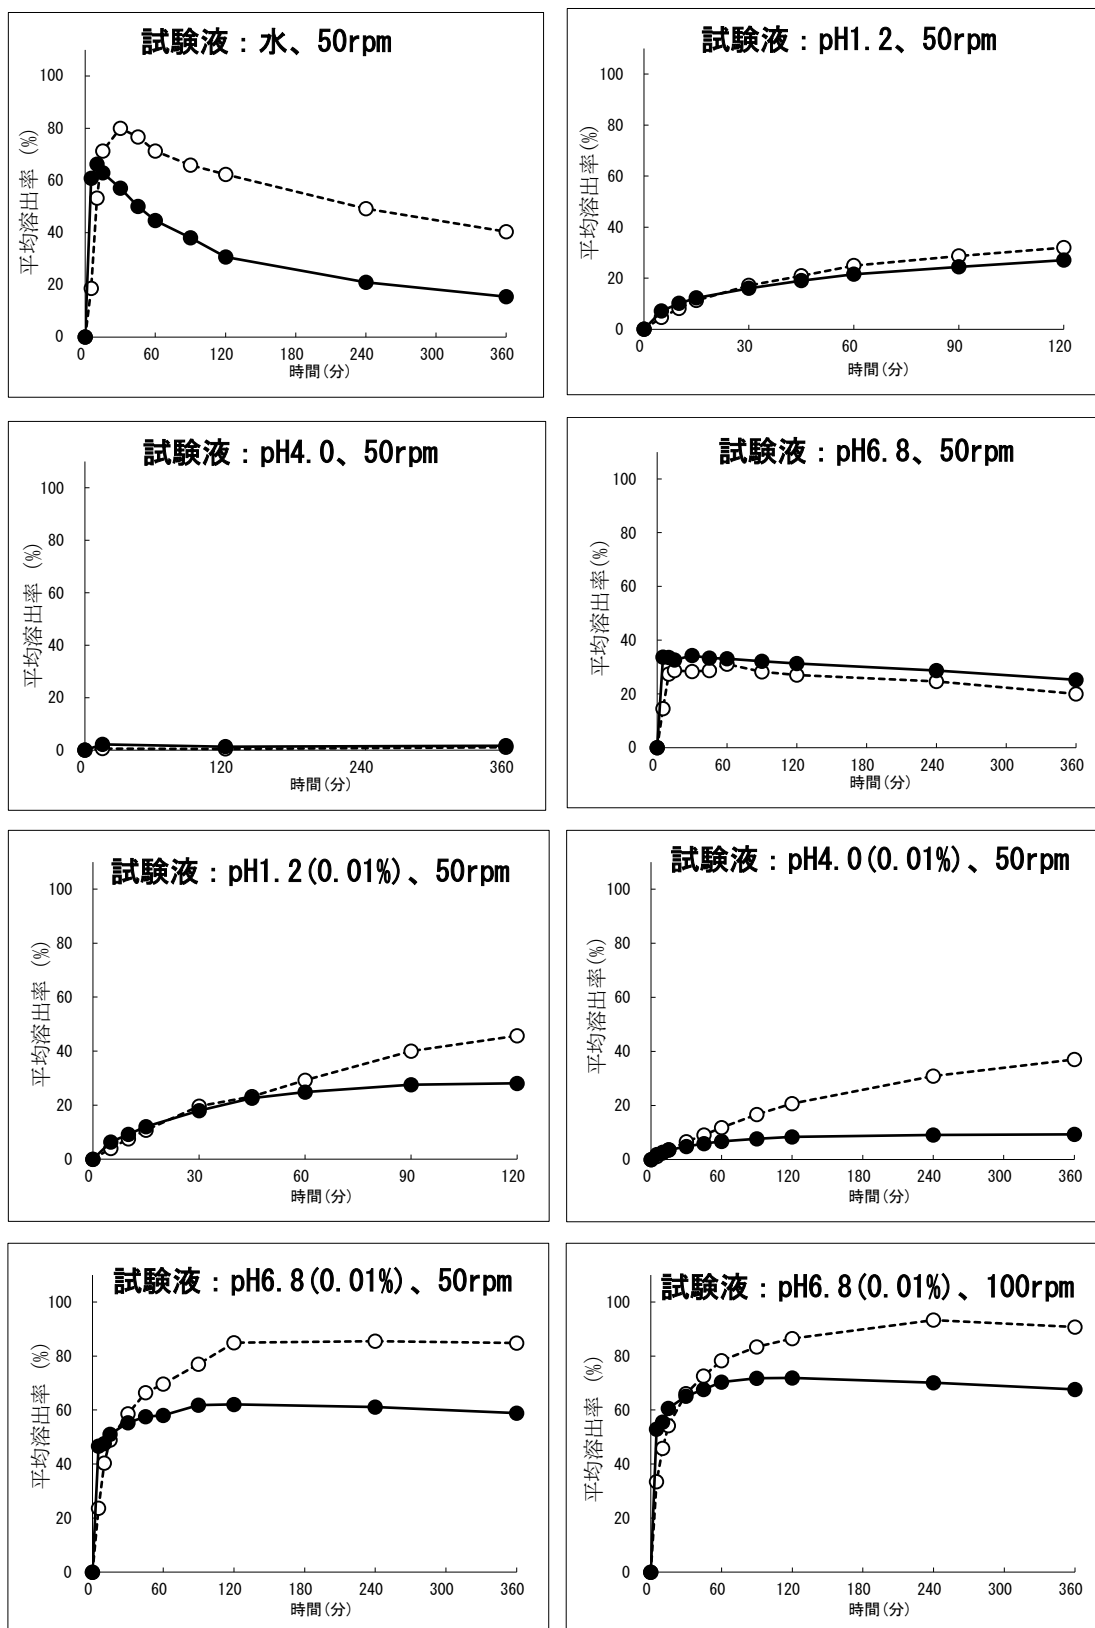 試験液：水、50rpm
平均溶出率 (%)
100
80
60
40
20
0
0 60 120 180 240 300 360
時間(分)
試験液：pH1.2、50rpm
平均溶出率(%)
100
80
60
40
20
0
0 30 60 90 120
時間(分)
試験液：pH4.0、50rpm
平均溶出率 (%)
100
80
60
40
20
0
0 120 240 360
時間(分)
試験液：pH6.8、50rpm
平均溶出率(%)
100
80
60
40
20
0
0 60 120 180 240 300 360
時間(分)
試験液：pH1.2(0.01%)、50rpm
平均溶出率 (%)
100
80
60
40
20
0
0 30 60 90 120
時間(分)
試験液：pH4.0(0.01%)、50rpm
平均溶出率(%)
100
80
60
40
20
0
0 60 120 180 240 300 360
時間(分)
試験液：pH6.8(0.01%)、50rpm
平均溶出率 (%)
100
80
60
40
20
0
0 60 120 180 240 300 360
時間(分)
試験液：pH6.8(0.01%)、100rpm
平均溶出率 (%)
100
80
60
40
20
0
0 60 120 180 240 300 360
時間(分)